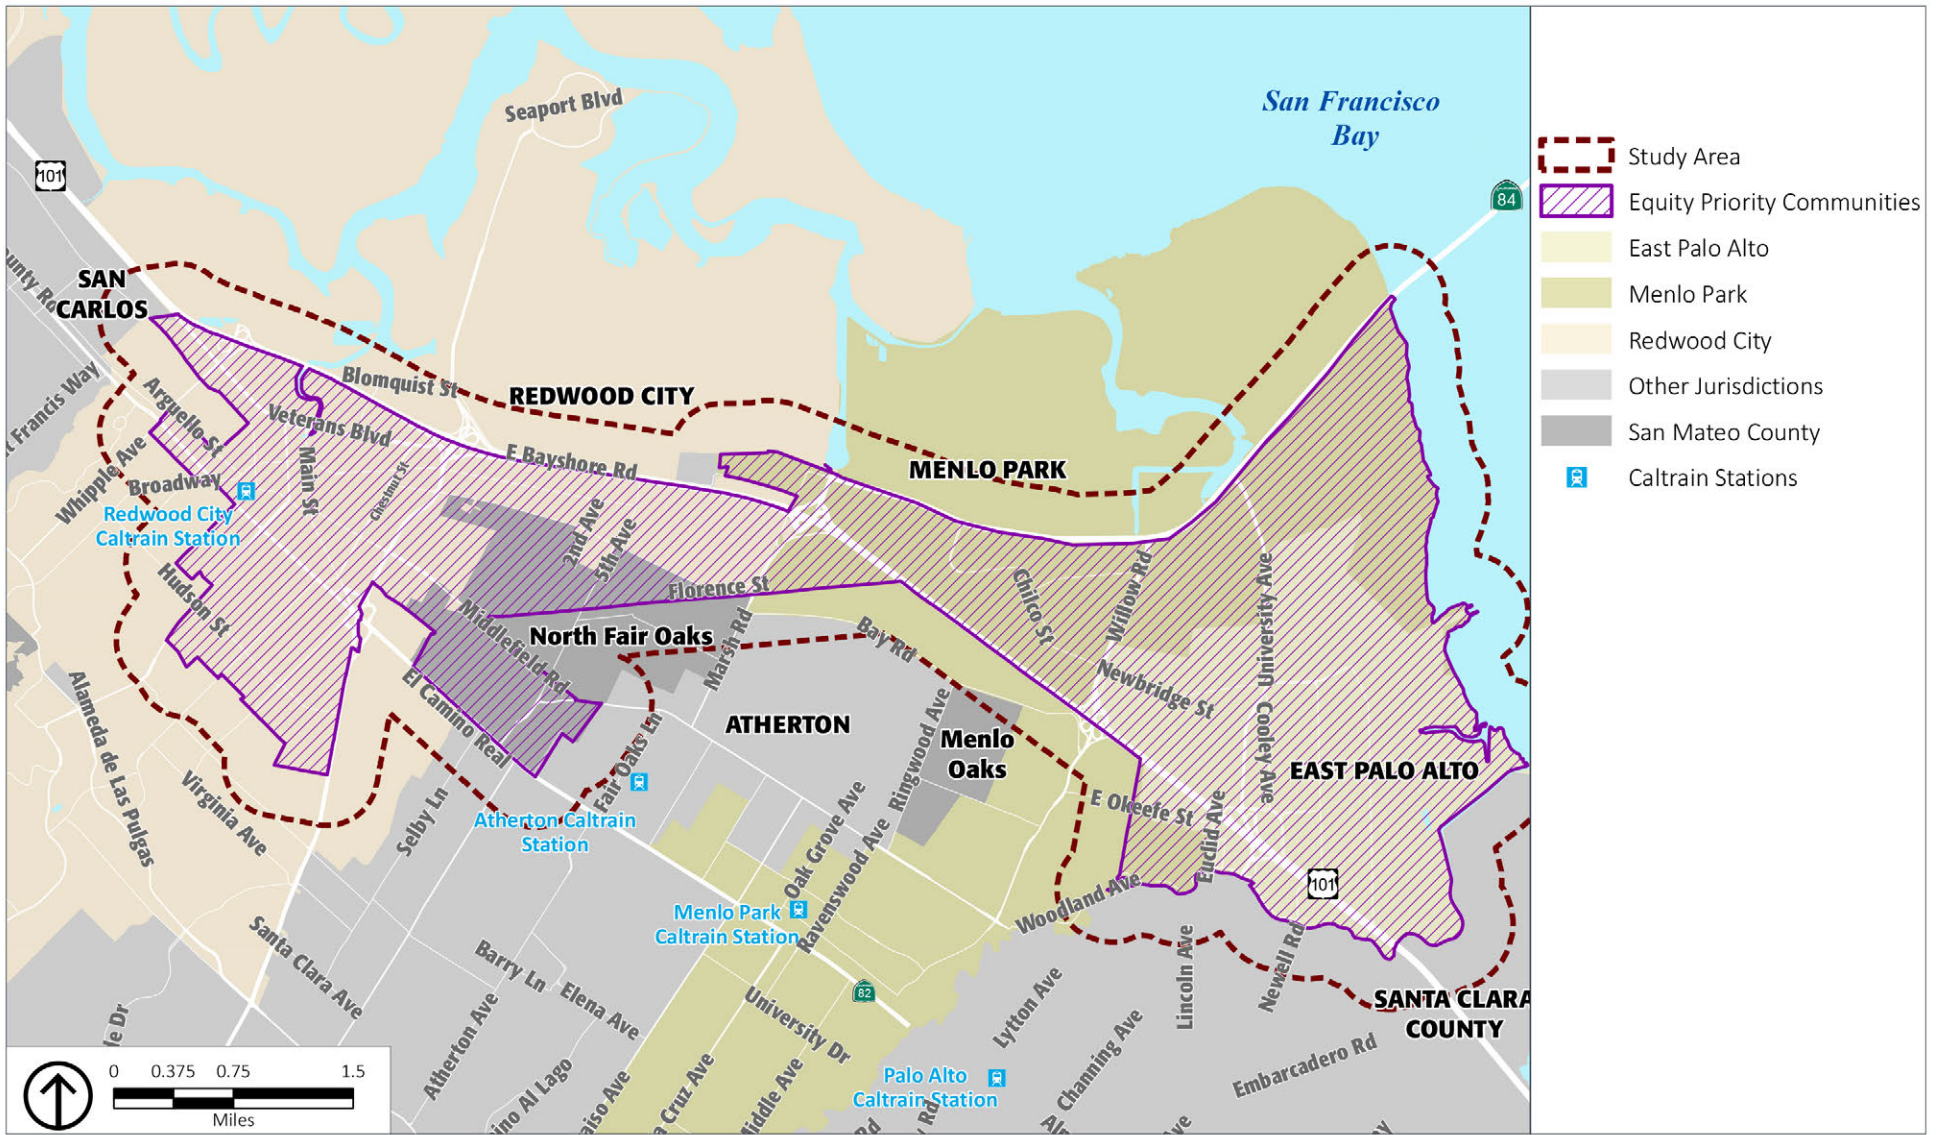 Seaport Blvd
San Francisco
Bay
101
84
SAN
CARLOS
Blomquist St
REDWOOD CITY
Arguello St
Veterans Blvd
Whipple Ave
Broadway
Main St
Chestnut St
E Bayshore Rd
MENLO PARK
Redwood City
Caltrain Station
2nd Ave
5th Ave
Florence St
Hudson St
Middlefield Rd
North Fair Oaks
Marsh Rd
Bay Rd
Chilco St
Willow Rd
University Ave
Newbridge St
Cooley Ave
El Camino Real
ATHERTON
Ringwood Ave
Menlo
Oaks
EAST PALO ALTO
Alameda de Las Pulgas
Virginia Ave
Selby Ln
Fair Oaks Ln
Atherton Caltrain
Station
E Okeefe St
Euclid Ave
Oak Grove Ave
Ravenswood Ave
Woodland Ave
101
Menlo Park
Caltrain Station
Santa Clara Ave
Barry Ln
Elena Ave
Atherton Ave
82
University Dr
Lytton Ave
Lincoln Ave
Newell Rd
SANTA CLARA
COUNTY
Channing Ave
Embarcadero Rd
Palo Alto
Caltrain Station
0 0.375 0.75 1.5
Miles
Study Area
Equity Priority Communities
East Palo Alto
Menlo Park
Redwood City
Other Jurisdictions
San Mateo County
Caltrain Stations